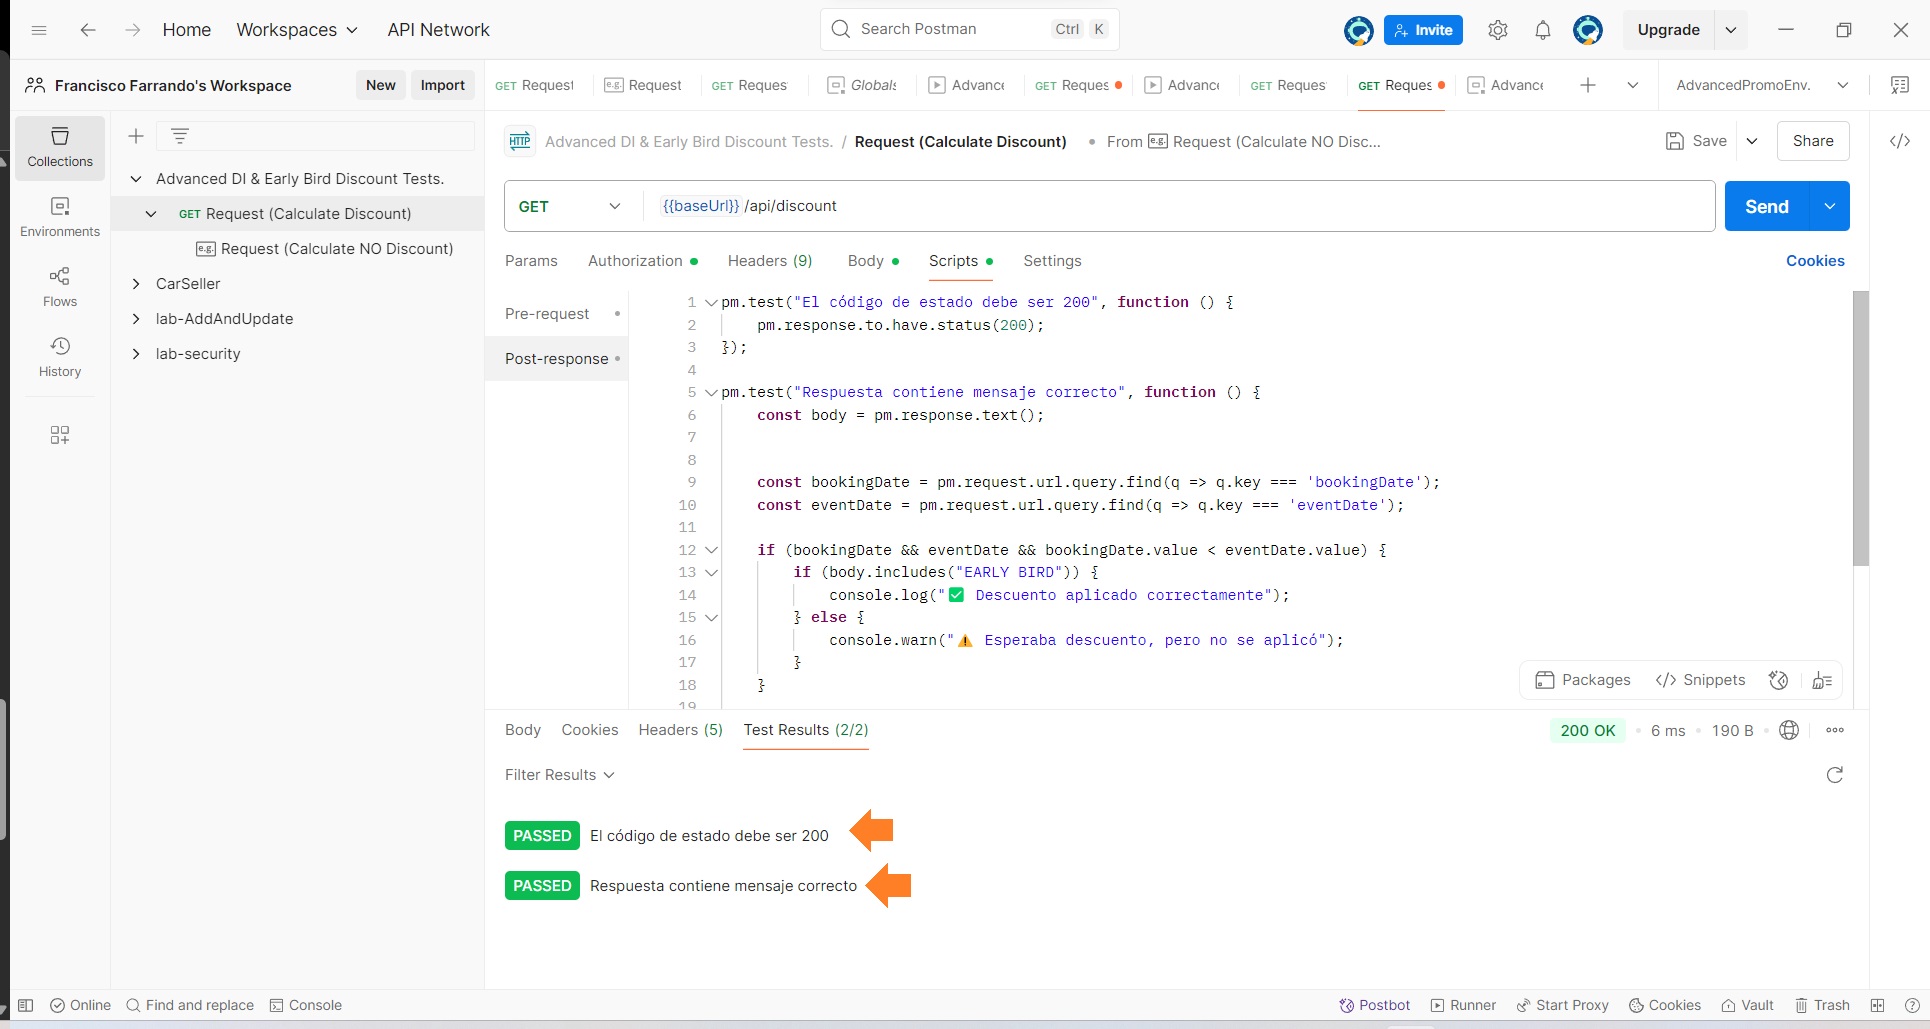 Home Workspaces API Network Search Postman Ctrl K Invite Upgrade
Francisco Farrando's Workspace New Import GET Request e.g. Request GET Reques Globals Advance GET Reques Advanc GET Reques GET Reques Advanc AdvancedPromoEnv.
Collections
Environments
Flows
History
Advanced DI & Early Bird Discount Tests.
GET Request (Calculate Discount)
e.g. Request (Calculate NO Discount)
CarSeller
lab-AddAndUpdate
lab-security
HTTP Advanced DI & Early Bird Discount Tests. / Request (Calculate Discount) • From e.g. Request (Calculate NO Disc... Save Share </>
GET {{baseUrl}} /api/discount Send
Params Authorization Headers (9) Body Scripts Settings Cookies
Pre-request
Post-response
1 pm.test("El código de estado debe ser 200", function () {
2 pm.response.to.have.status(200);
3 });
4
5 pm.test("Respuesta contiene mensaje correcto", function () {
6 const body = pm.response.text();
7
8
9 const bookingDate = pm.request.url.query.find(q => q.key === 'bookingDate');
10 const eventDate = pm.request.url.query.find(q => q.key === 'eventDate');
11
12 if (bookingDate && eventDate && bookingDate.value < eventDate.value) {
13 if (body.includes("EARLY BIRD")) {
14 console.log("✅ Descuento aplicado correctamente");
15 } else {
16 console.warn("⚠️ Esperaba descuento, pero no se aplicó");
17 }
18 }
19
Packages </> Snippets
Body Cookies Headers (5) Test Results (2/2) 200 OK • 6 ms • 190 B
Filter Results
PASSED El código de estado debe ser 200
PASSED Respuesta contiene mensaje correcto
Online Find and replace Console Postbot Runner Start Proxy Cookies Vault Trash